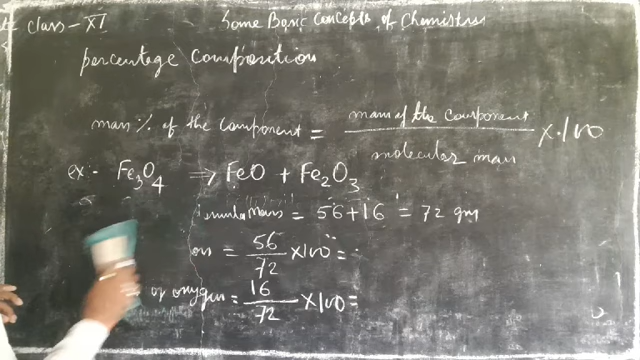 Class - XI Some Basic Concepts of Chemistry
percentage Composition
mass % of the component = mass of the component / molecular mass × 100
ex:- Fe3O4 ⇒ FeO + Fe2O3
mass = 56+16 = 72 gm
= 56/72 ×100 =
of oxygen = 16/72 ×100 =